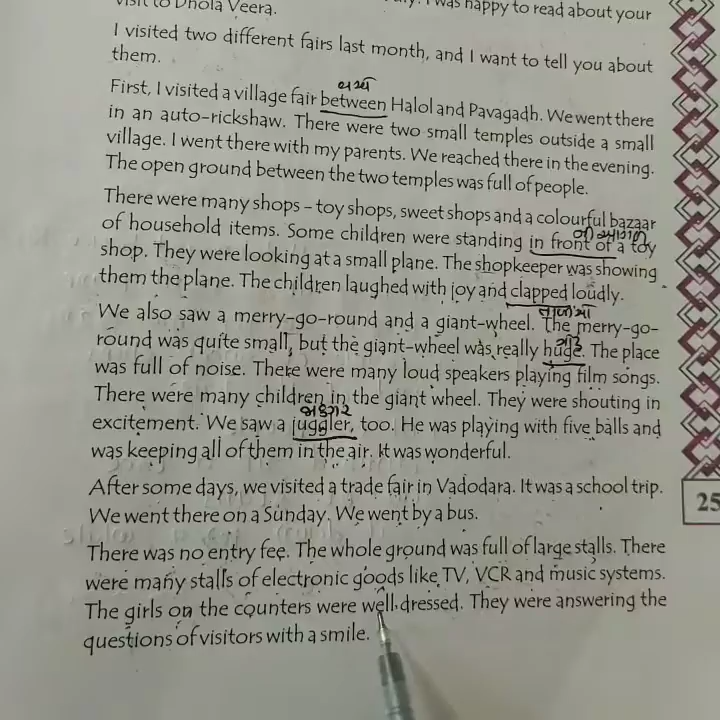 visit to Dhola Veera.
I was happy to read about your
I visited two different fairs last month, and I want to tell you about
them.
First, I visited a village fair between Halol and Pavagadh. We went there
in an auto-rickshaw. There were two small temples outside a small
village. I went there with my parents. We reached there in the evening.
The open ground between the two temples was full of people.
There were many shops – toy shops, sweet shops and a colourful bazaar
of household items. Some children were standing in front of a toy
shop. They were looking at a small plane. The shopkeeper was showing
them the plane. The children laughed with joy and clapped loudly.
We also saw a merry-go-round and a giant-wheel. The merry-go-
round was quite small, but the giant-wheel was really huge. The place
was full of noise. There were many loud speakers playing film songs.
There were many children in the giant wheel. They were shouting in
excitement. We saw a juggler, too. He was playing with five balls and
was keeping all of them in the air. It was wonderful.
After some days, we visited a trade fair in Vadodara. It was a school trip.
We went there on a Sunday. We went by a bus.
25
There was no entry fee. The whole ground was full of large stalls. There
were many stalls of electronic goods like TV, VCR and music systems.
The girls on the counters were well dressed. They were answering the
questions of visitors with a smile.